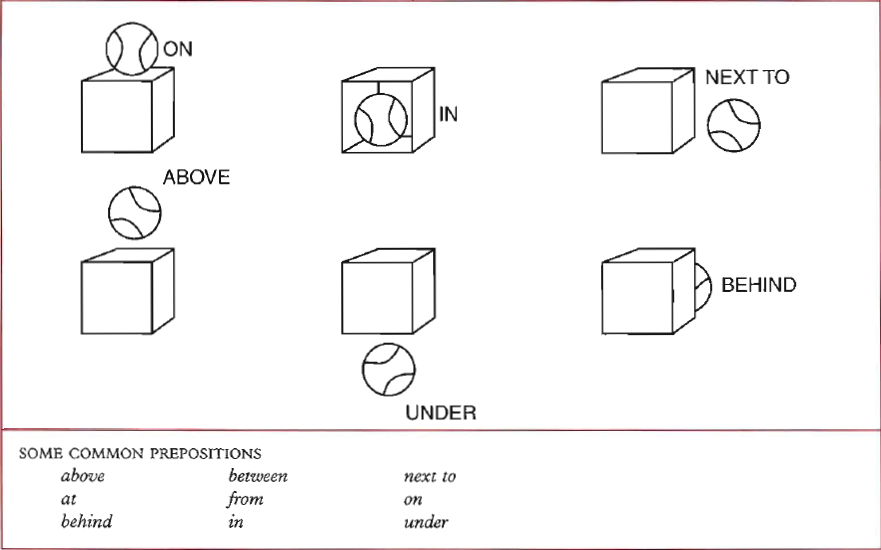 ON
IN
NEXT TO
ABOVE
BEHIND
UNDER
SOME COMMON PREPOSITIONS
above between next to
at from on
behind in under